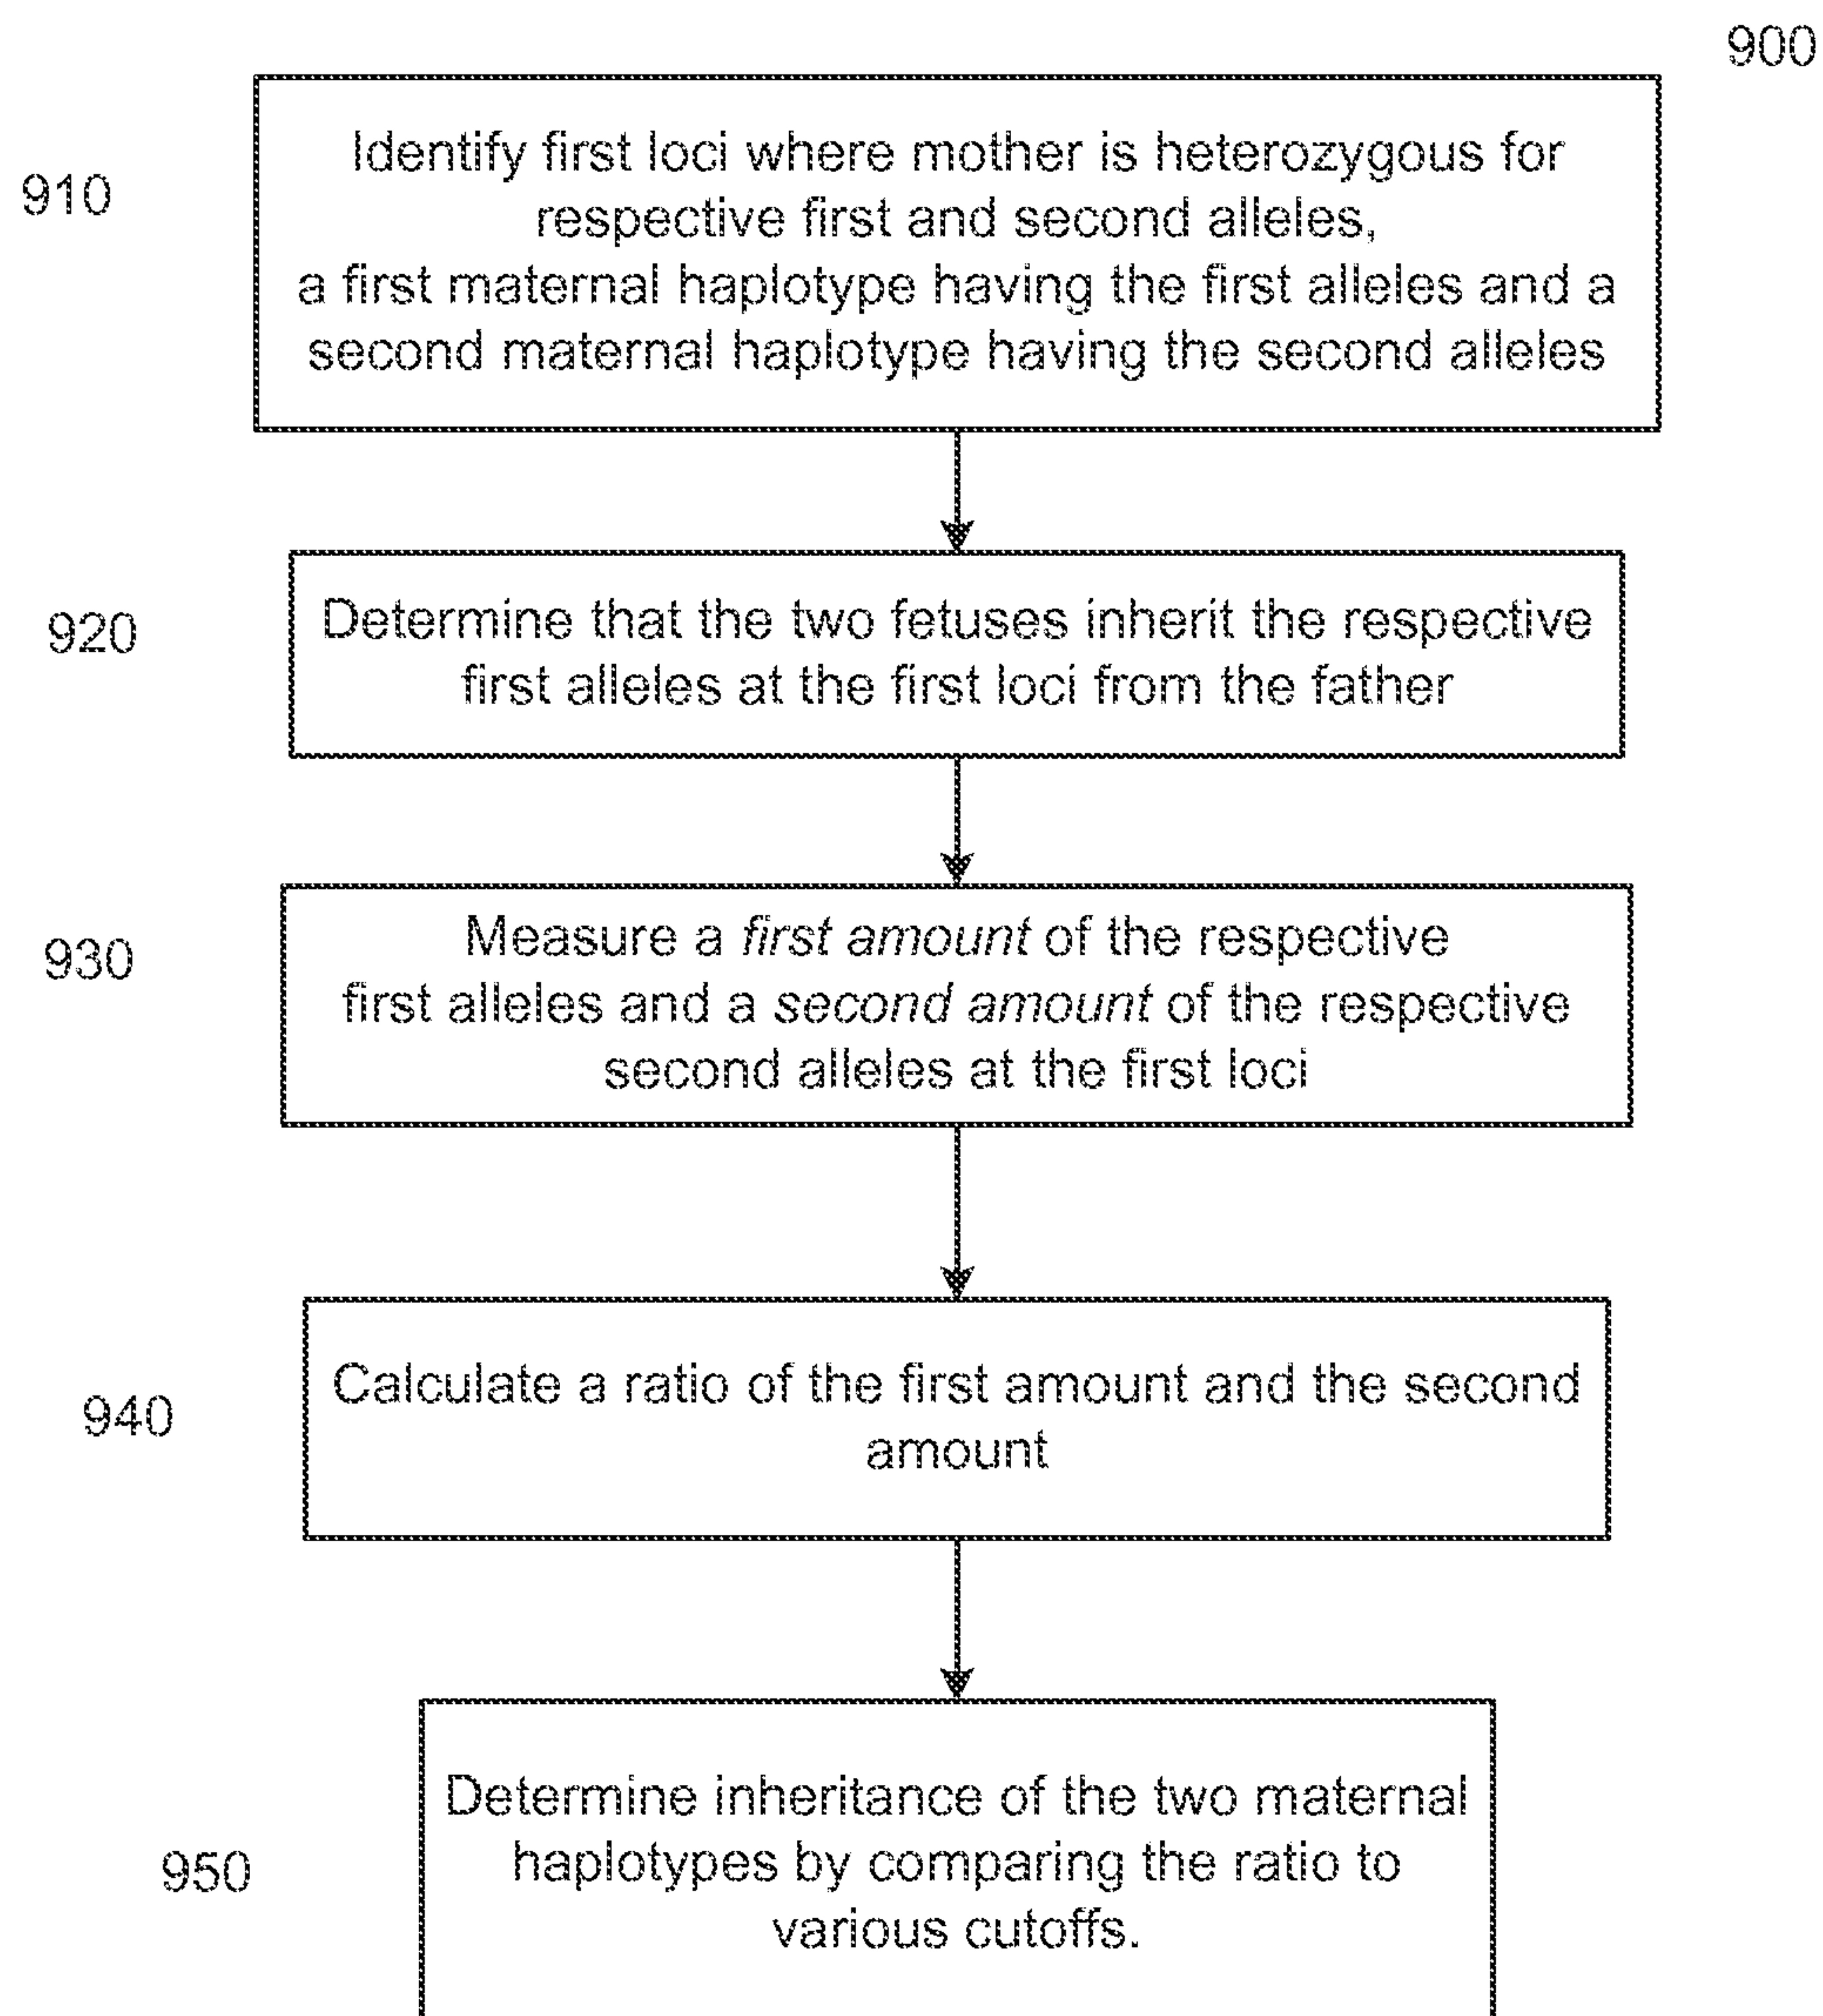 900
910
Identify first loci where mother is heterozygous for
respective first and second alleles,
a first maternal haplotype having the first alleles and a
second maternal haplotype having the second alleles
920
Determine that the two fetuses inherit the respective
first alleles at the first loci from the father
930
Measure a first amount of the respective
first alleles and a second amount of the respective
second alleles at the first loci
940
Calculate a ratio of the first amount and the second
amount
950
Determine inheritance of the two maternal
haplotypes by comparing the ratio to
various cutoffs.